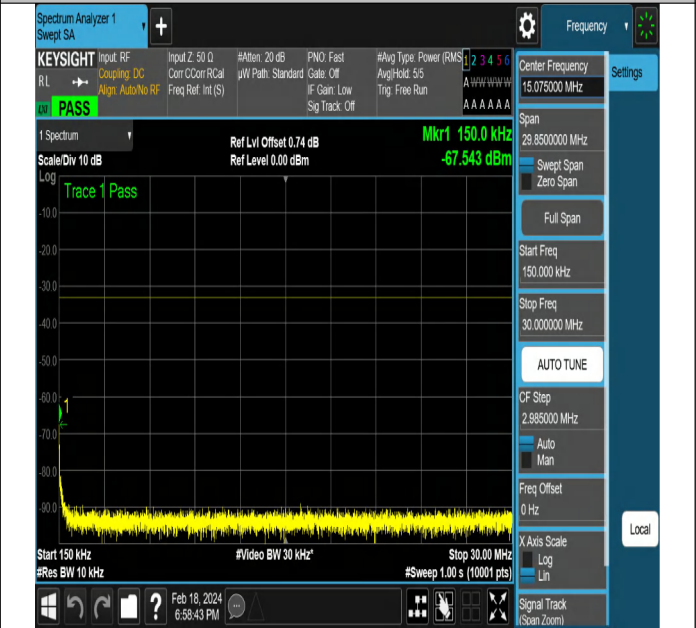 Spectrum Analyzer 1
Swept SA
Frequency
KEYSIGHT
RL
PASS
Input: RF
Coupling: DC
Align: Auto/No RF
Input Z: 50 Ω
Corr CCorr RCal
Freq Ref: Int (S)
#Atten: 20 dB
µW Path: Standard
PNO: Fast
Gate: Off
IF Gain: Low
Sig Track: Off
#Avg Type: Power (RMS
Avg|Hold: 5/5
Trig: Free Run
1 2 3 4 5 6
A W W W W W
A A A A A A
1 Spectrum
Scale/Div 10 dB
Ref Lvl Offset 0.74 dB
Ref Level 0.00 dBm
Mkr1 150.0 kHz
-67.543 dBm
Log
Trace 1 Pass
-10.0
-20.0
-30.0
-40.0
-50.0
-60.0
1
-70.0
-80.0
-90.0
Start 150 kHz
#Video BW 30 kHz*
Stop 30.00 MHz
#Res BW 10 kHz
#Sweep 1.00 s (10001 pts)
?
Feb 18, 2024
6:58:43 PM
Center Frequency
15.075000 MHz
Settings
Span
29.8500000 MHz
Swept Span
Zero Span
Full Span
Start Freq
150.000 kHz
Stop Freq
30.000000 MHz
AUTO TUNE
CF Step
2.985000 MHz
Auto
Man
Freq Offset
0 Hz
Local
X Axis Scale
Log
Lin
Signal Track
(Span Zoom)